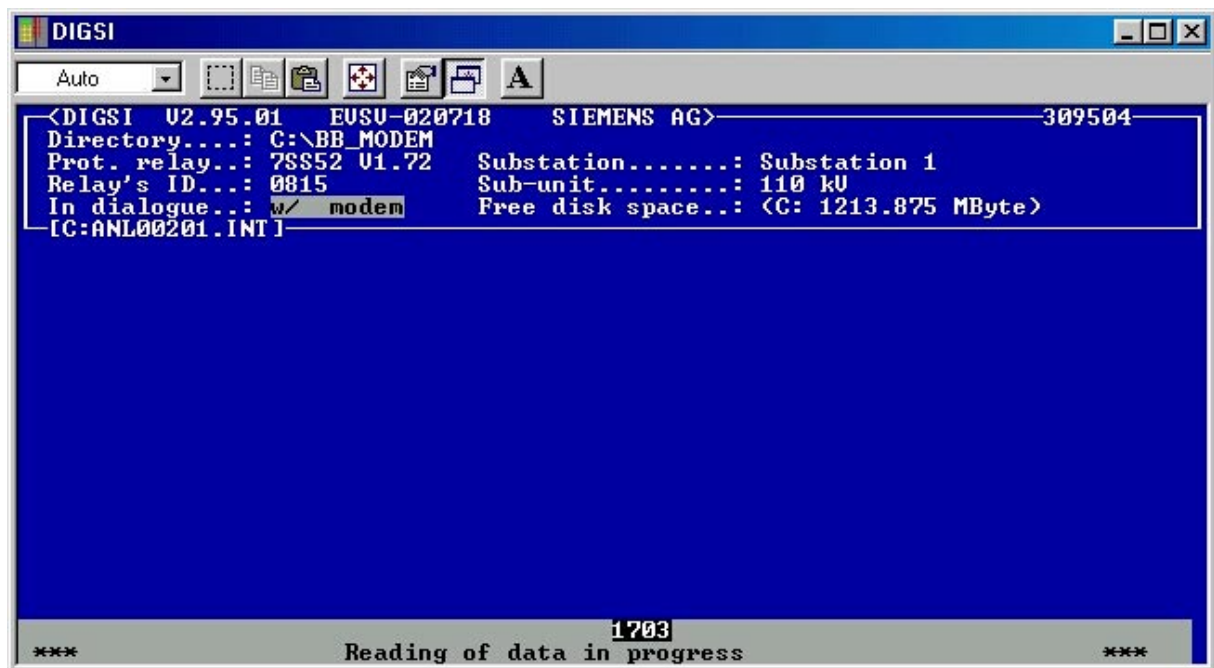 DIGSI
Auto
A
<DIGSI V2.95.01 EVSV-020718 SIEMENS AG> 309504
Directory....: C:\BB_MODEM
Prot. relay..: 7SS52 V1.72 Substation.......: Substation 1
Relay's ID...: 0815 Sub-unit.........: 110 kV
In dialogue..: w/ modem Free disk space..: (C: 1213.875 MByte)
[C:ANL00201.INT]
1703
*** Reading of data in progress ***